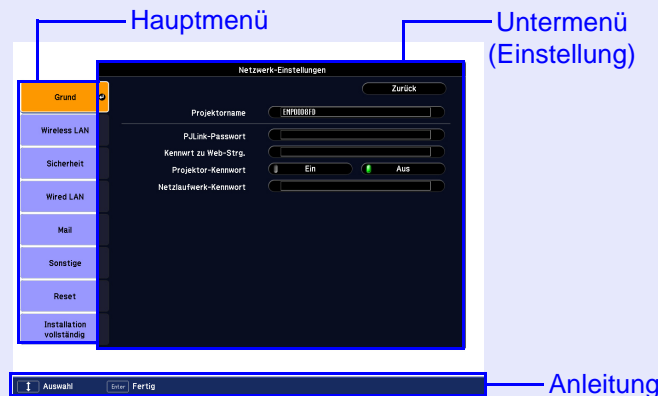 Hauptmenü
Untermenü
(Einstellung)
Netzwerk-Einstellungen
Zurück
Grund
Projektorname
EMP00D8FD
Wireless LAN
PJLink-Passwort
Kennwrt zu Web-Strg.
Sicherheit
Projektor-Kennwort
Ein
Aus
Netzlaufwerk-Kennwort
Wired LAN
Mail
Sonstige
Reset
Installation
vollständig
Auswahl
Enter
Fertig
Anleitung